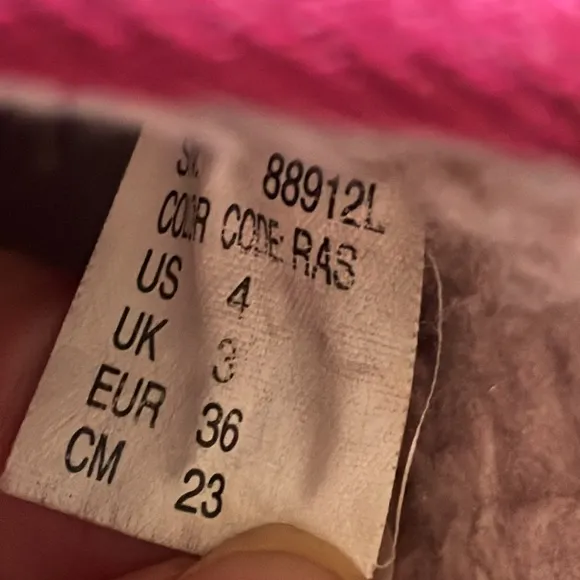 88912L
COLOR CODE: RAS
US 4
UK 3
EUR 36
CM 23